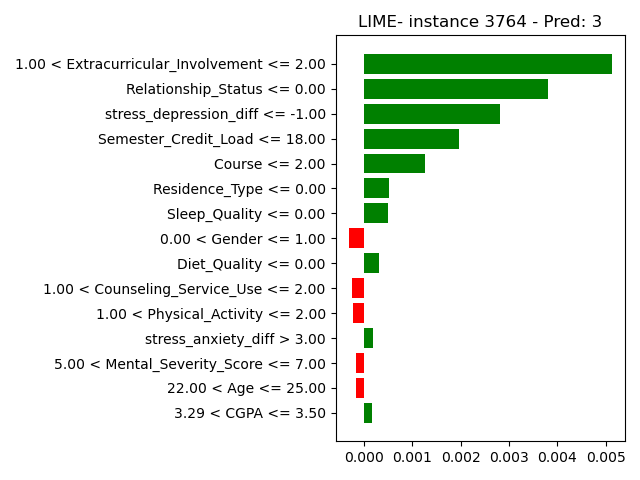 LIME- instance 3764 - Pred: 3
1.00 < Extracurricular_Involvement <= 2.00
Relationship_Status <= 0.00
stress_depression_diff <= -1.00
Semester_Credit_Load <= 18.00
Course <= 2.00
Residence_Type <= 0.00
Sleep_Quality <= 0.00
0.00 < Gender <= 1.00
Diet_Quality <= 0.00
1.00 < Counseling_Service_Use <= 2.00
1.00 < Physical_Activity <= 2.00
stress_anxiety_diff > 3.00
5.00 < Mental_Severity_Score <= 7.00
22.00 < Age <= 25.00
3.29 < CGPA <= 3.50
0.000 0.001 0.002 0.003 0.004 0.005